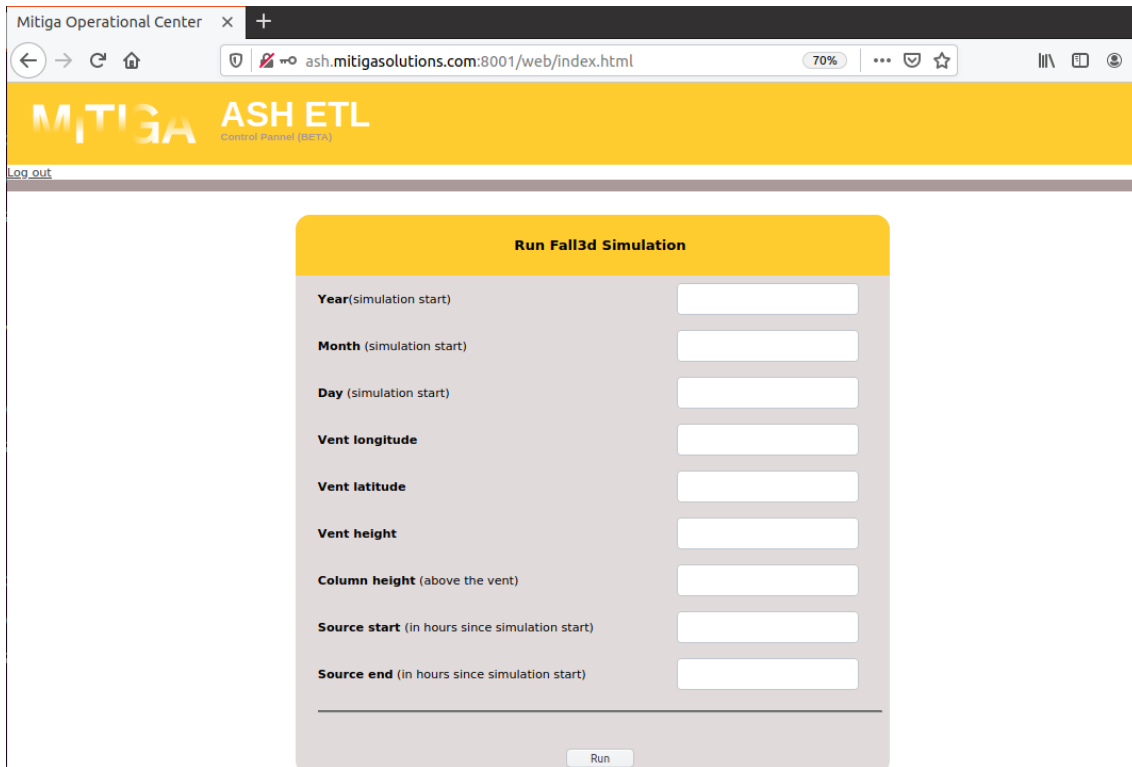 Mitiga Operational Center
ash.mitigasolutions.com:8001/web/index.html 70%
MiTIGA ASH ETL
Control Pannel (BETA)
Log out
Run Fall3d Simulation
Year(simulation start)
Month (simulation start)
Day (simulation start)
Vent longitude
Vent latitude
Vent height
Column height (above the vent)
Source start (in hours since simulation start)
Source end (in hours since simulation start)
Run